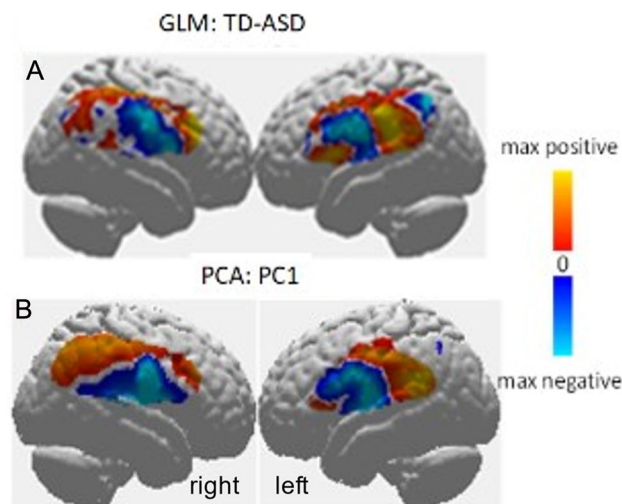 GLM: TD-ASD
A
max positive
0
max negative
PCA: PC1
B
right
left